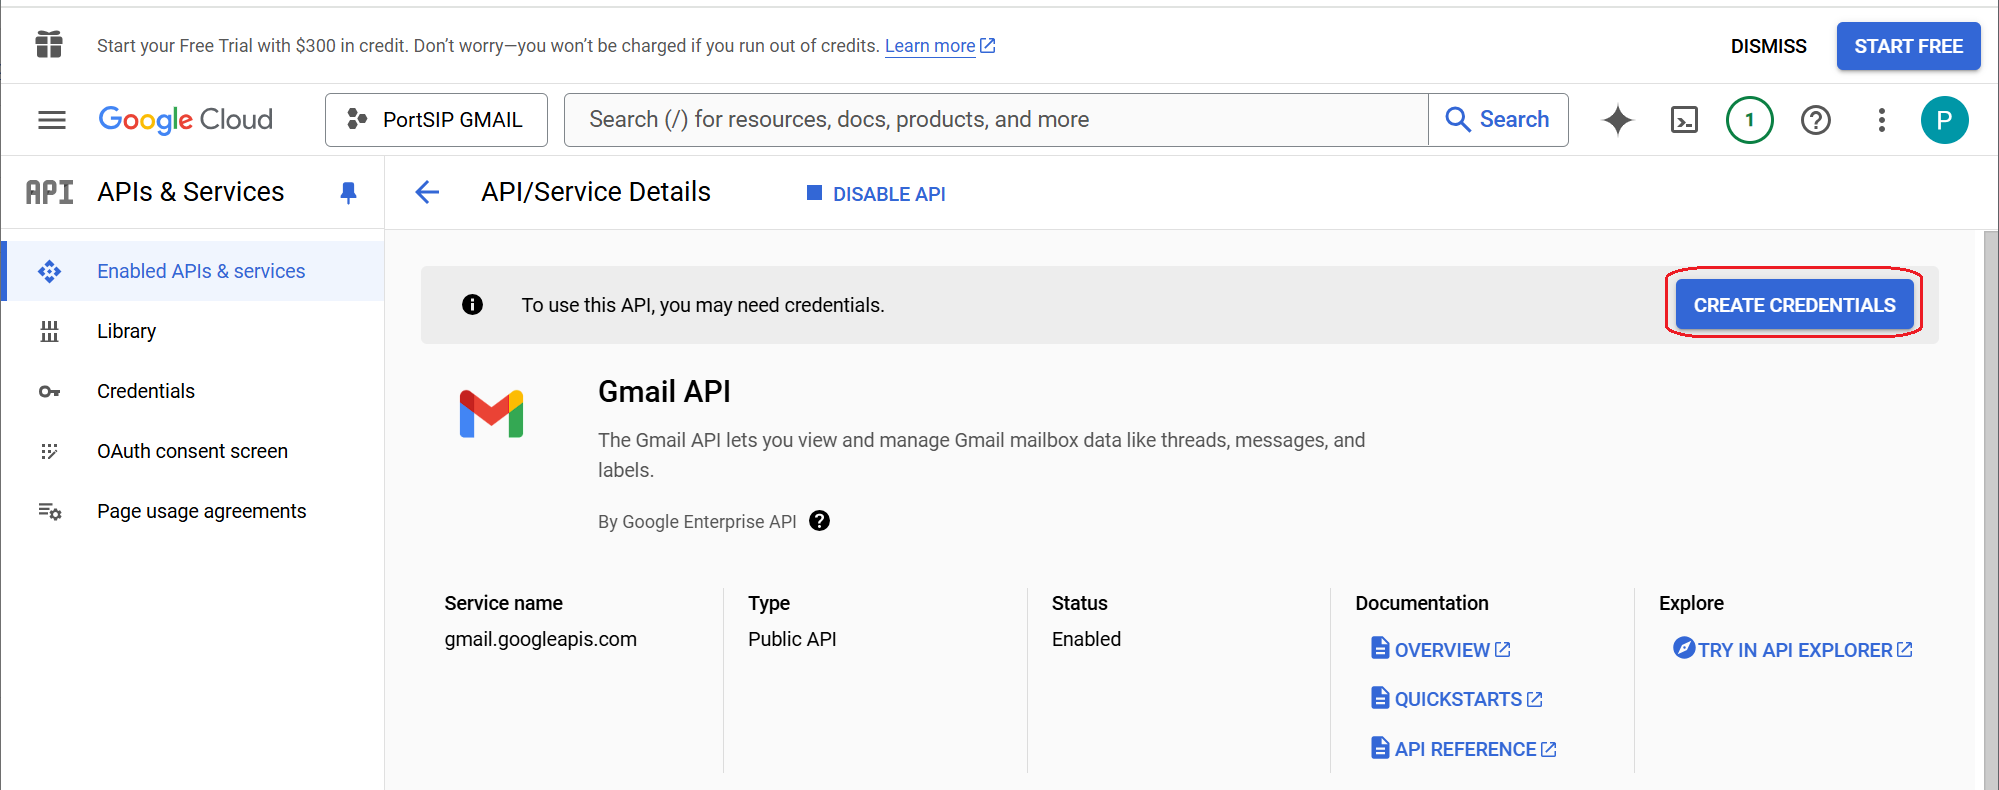 Start your Free Trial with $300 in credit. Don’t worry—you won’t be charged if you run out of credits. Learn more
DISMISS
START FREE
Google Cloud
PortSIP GMAIL
Search (/) for resources, docs, products, and more
Search
1
P
API
APIs & Services
API/Service Details
DISABLE API
Enabled APIs & services
Library
Credentials
OAuth consent screen
Page usage agreements
To use this API, you may need credentials.
CREATE CREDENTIALS
Gmail API
The Gmail API lets you view and manage Gmail mailbox data like threads, messages, and
labels.
By Google Enterprise API
Service name
gmail.googleapis.com
Type
Public API
Status
Enabled
Documentation
OVERVIEW
QUICKSTARTS
API REFERENCE
Explore
TRY IN API EXPLORER